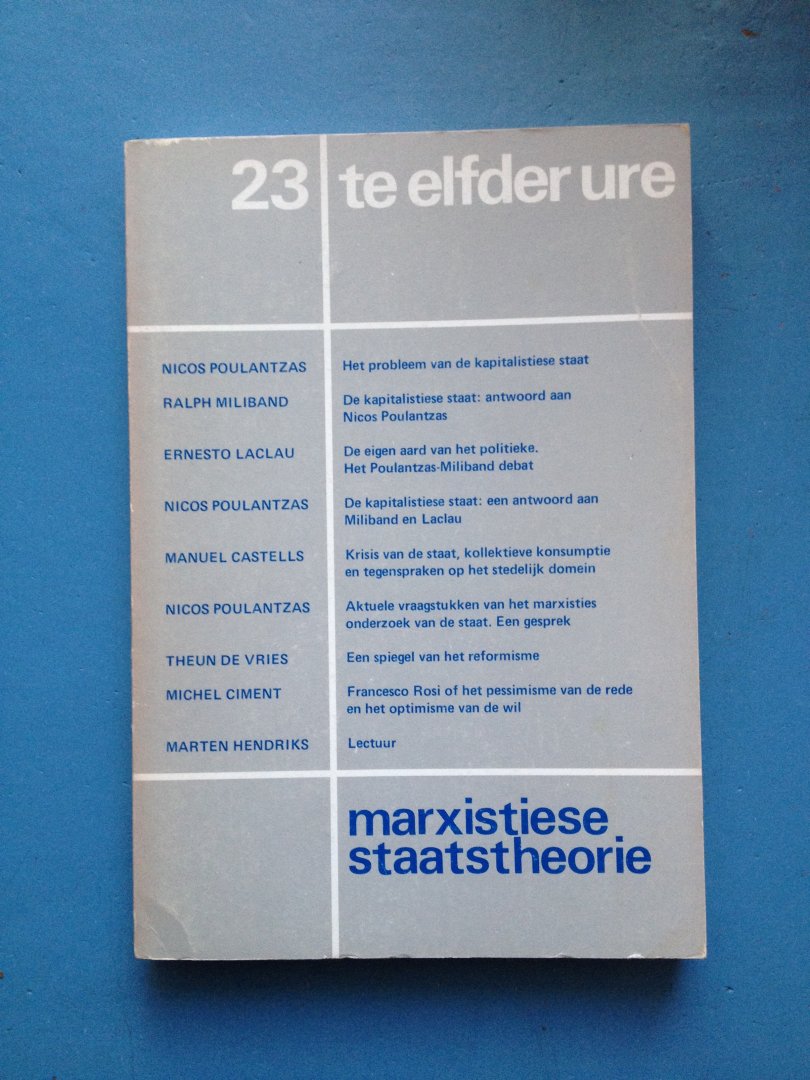 23 te elfder ure
NICOS POULANTZAS Het probleem van de kapitalistiese staat
RALPH MILIBAND De kapitalistiese staat: antwoord aan
Nicos Poulantzas
ERNESTO LACLAU De eigen aard van het politieke.
Het Poulantzas-Miliband debat
NICOS POULANTZAS De kapitalistiese staat: een antwoord aan
Miliband en Laclau
MANUEL CASTELLS Krisis van de staat, kollektieve konsumptie
en tegenspraken op het stedelijk domein
NICOS POULANTZAS Aktuele vraagstukken van het marxisties
onderzoek van de staat. Een gesprek
THEUN DE VRIES Een spiegel van het reformisme
MICHEL CIMENT Francesco Rosi of het pessimisme van de rede
en het optimisme van de wil
MARTEN HENDRIKS Lectuur
marxistiese
staatstheorie